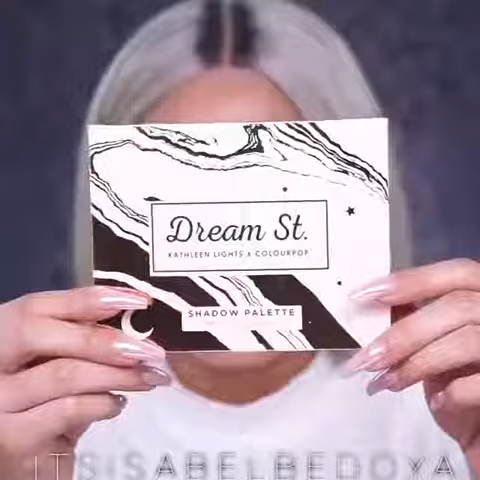 Dream St.
KATHLEEN LIGHTS x COLOURPOP
SHADOW PALETTE
ITSISABELBEDOYA